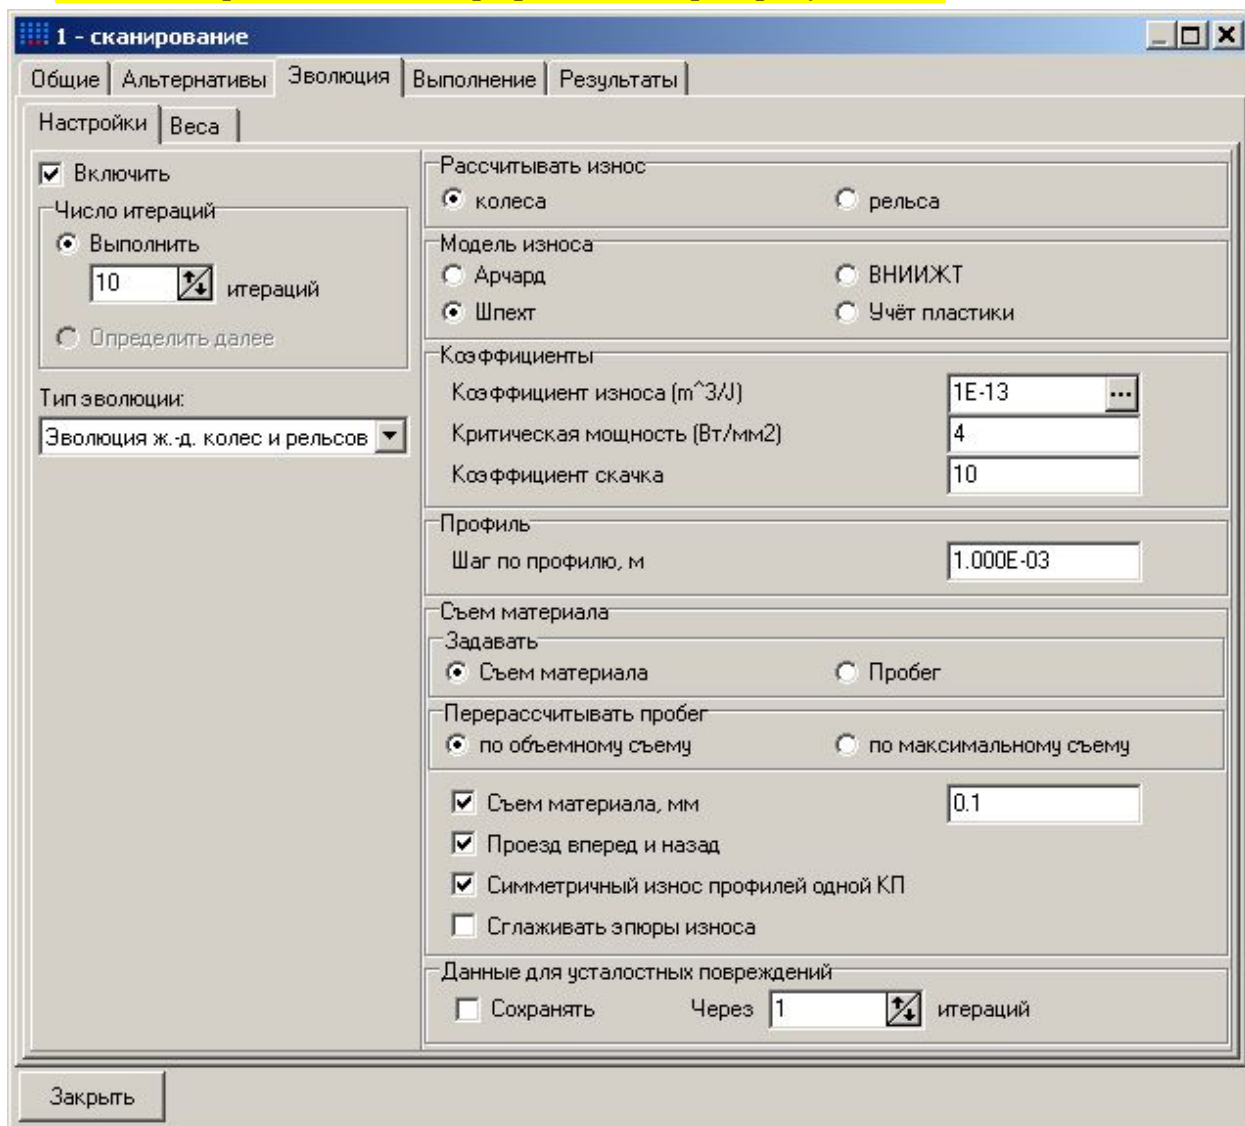 1 - сканирование
Общие Альтернативы Эволюция Выполнение Результаты
Настройки Веса
Включить
Число итераций
Выполнить
10 итераций
Определить далее
Тип эволюции:
Эволюция ж.-д. колес и рельсов
Рассчитывать износ
колеса рельса
Модель износа
Арчард ВНИИЖТ
Шпехт Учёт пластики
Коэффициенты
Коэффициент износа (m^3/J) 1E-13 ...
Критическая мощность (Вт/мм2) 4
Коэффициент скачка 10
Профиль
Шаг по профилю, м 1.000E-03
Съем материала
Задавать
Съем материала Пробег
Перерассчитывать пробег
по объемному съему по максимальному съему
Съем материала, мм 0.1
Проезд вперед и назад
Симметричный износ профилей одной КП
Сглаживать эпюры износа
Данные для усталостных повреждений
Сохранять Через 1 итераций
Закрыть